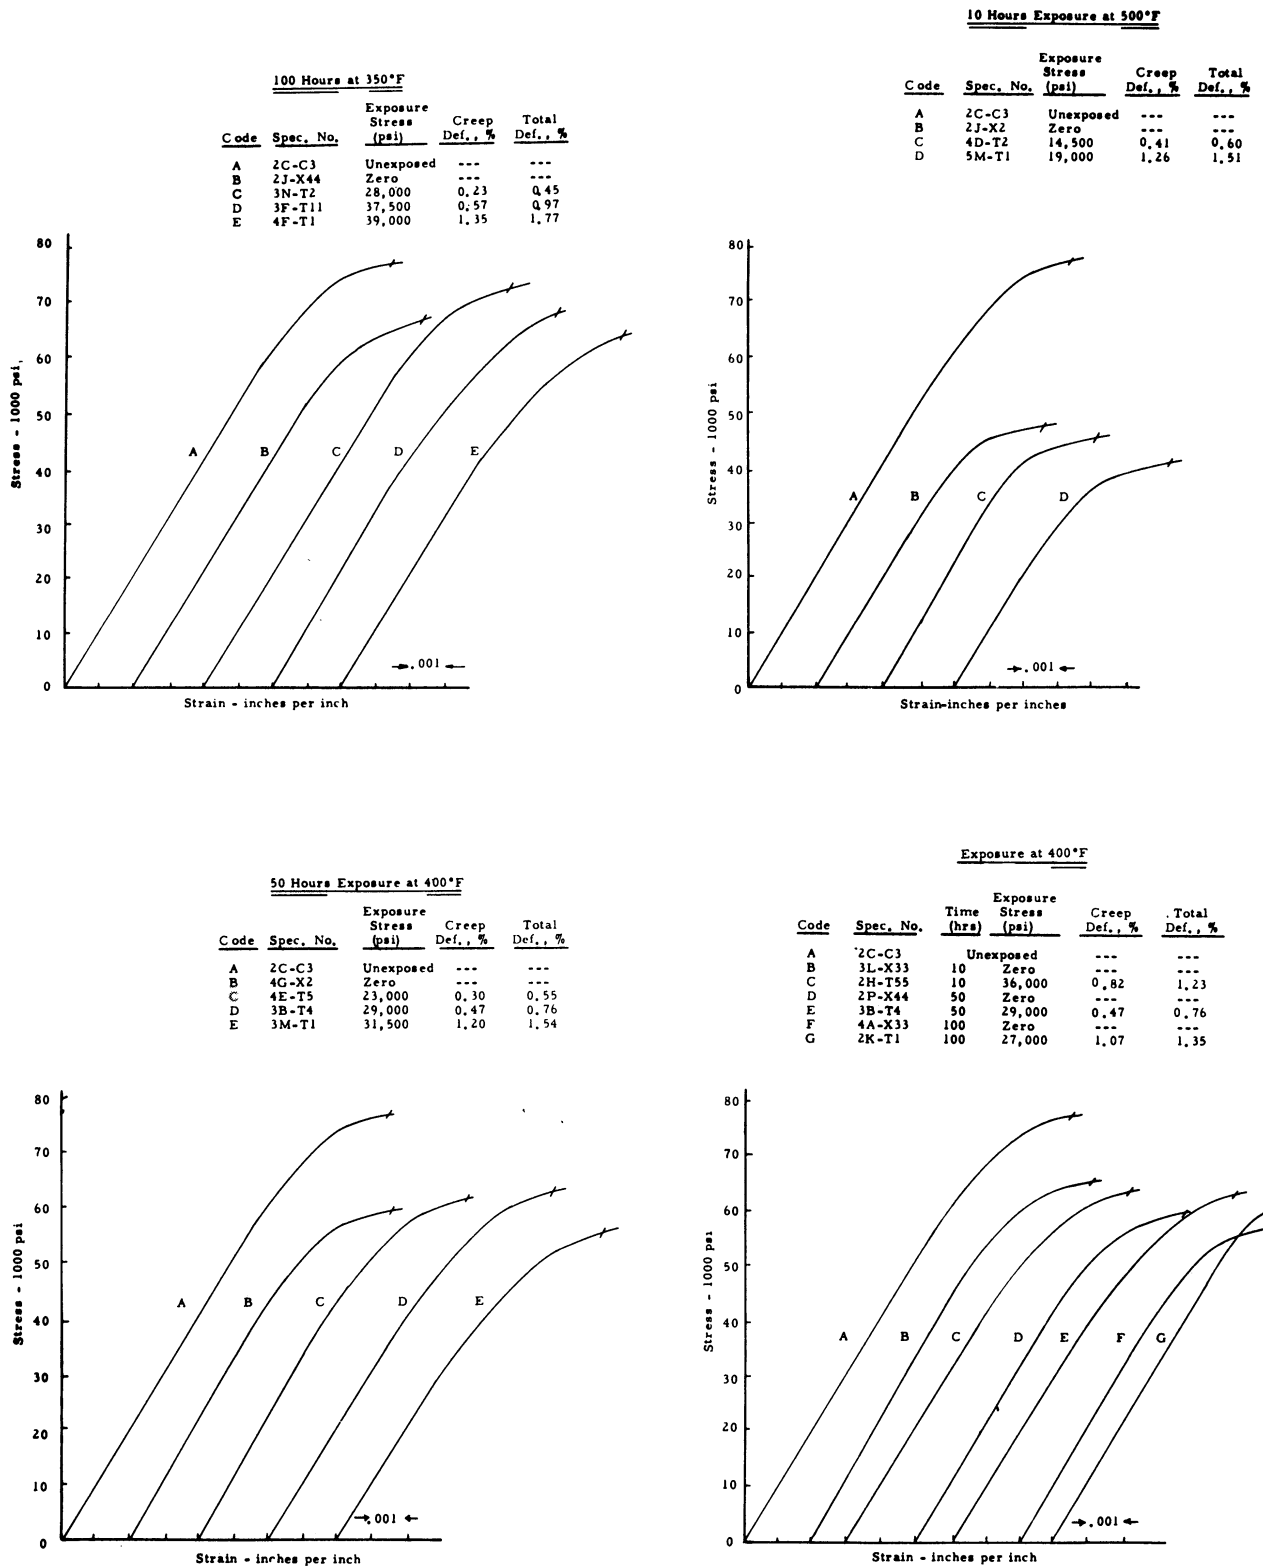 100 Hours at 350°F
Exposure
Stress Creep Total
Code Spec. No. (psi) Def., % Def., %
A 2C-C3 Unexposed --- ---
B 2J-X44 Zero --- ---
C 3N-T2 28,000 0.23 0.45
D 3F-T11 37,500 0.57 0.97
E 4F-T1 39,000 1.35 1.77
80
70
60
50
40
30
20
10
0
Stress - 1000 psi.
A B C D E
.001
Strain - inches per inch
10 Hours Exposure at 500°F
Exposure
Stress Creep Total
Code Spec. No. (psi) Def., % Def., %
A 2C-C3 Unexposed --- ---
B 2J-X2 Zero --- ---
C 4D-T2 14,500 0.41 0.60
D 5M-T1 19,000 1.26 1.51
80
70
60
50
40
30
20
10
0
Stress - 1000 psi
A B C D
.001
Strain-inches per inches
50 Hours Exposure at 400°F
Exposure
Stress Creep Total
Code Spec. No. (psi) Def., % Def., %
A 2C-C3 Unexposed --- ---
B 4G-X2 Zero --- ---
C 4E-T5 23,000 0.30 0.55
D 3B-T4 29,000 0.47 0.76
E 3M-T1 31,500 1.20 1.54
80
70
60
50
40
30
20
10
0
Stress - 1000 psi
A B C D E
.001
Strain - inches per inch
Exposure at 400°F
Exposure
Time Stress Creep Total
Code Spec. No. (hrs) (psi) Def., % Def., %
A 2C-C3 Unexposed --- ---
B 3L-X33 10 Zero --- ---
C 2H-T55 10 36,000 0.82 1.23
D 2P-X44 50 Zero --- ---
E 3B-T4 50 29,000 0.47 0.76
F 4A-X33 100 Zero --- ---
G 2K-T1 100 27,000 1.07 1.35
80
70
60
50
40
30
20
10
0
Stress - 1000 psi
A B C D E F G
.001
Strain - inches per inch